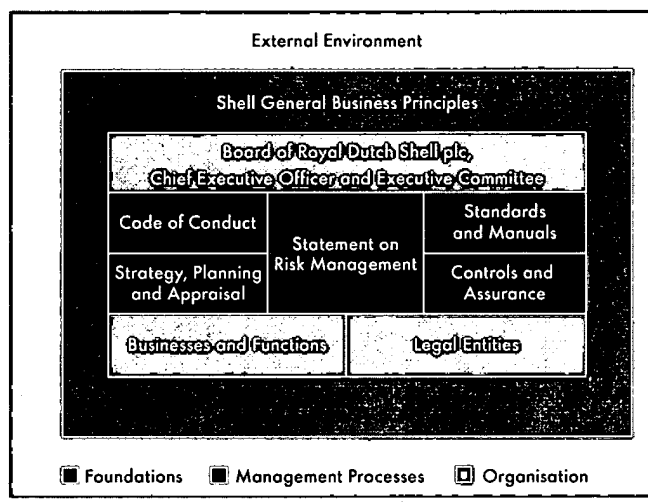 External Environment
Shell General Business Principles
Board of Royal Dutch Shell plc,
Chief Executive Officer and Executive Committee
Code of Conduct
Statement on
Risk Management
Standards
and Manuals
Strategy, Planning
and Appraisal
Controls and
Assurance
Businesses and Functions
Legal Entities
Foundations
Management Processes
Organisation